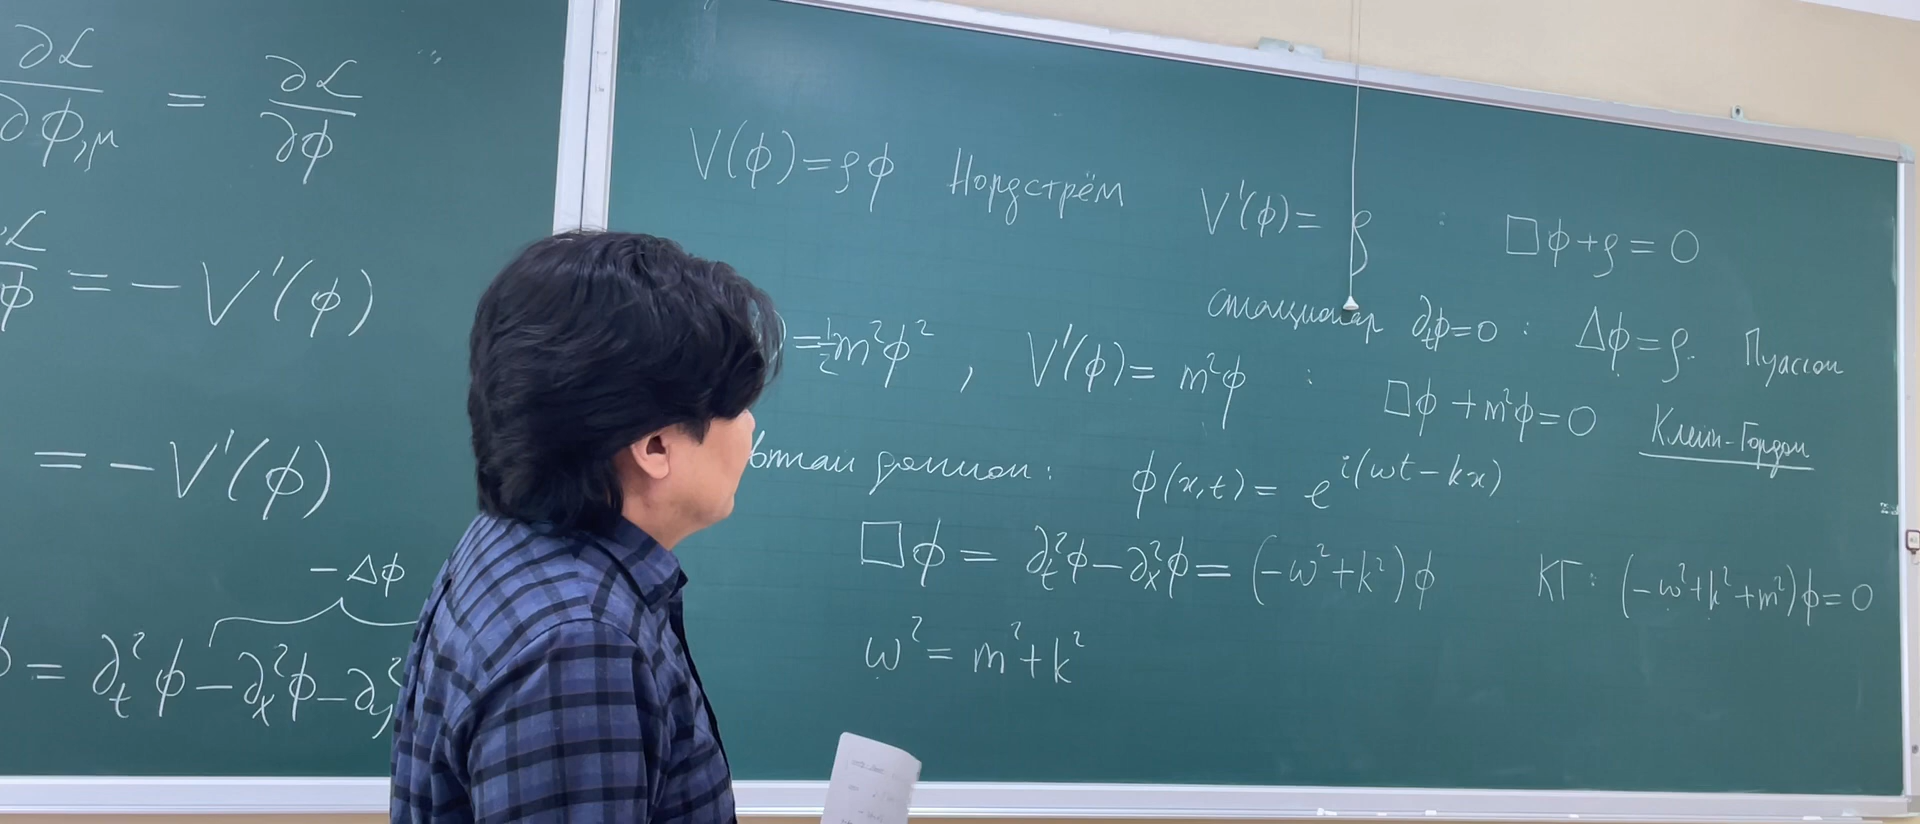 ∂ℒ/∂ϕ,μ = ∂ℒ/∂ϕ
= −V'(ϕ)
= −V'(ϕ)
−Δϕ
= ∂ₜ²ϕ − ∂ₓ²ϕ − ∂
V(ϕ) = ρϕ Нордстрём V'(ϕ) = ρ : □ϕ + ρ = 0
стационар ∂ₜϕ = 0 : Δϕ = ρ. Пуассон
) = ½m²ϕ² , V'(ϕ) = m²ϕ : □ϕ + m²ϕ = 0 Клейн-Гордон
: ϕ(x,t) = e^{i(ωt − kx)}
□ϕ = ∂ₜ²ϕ − ∂ₓ²ϕ = (−ω² + k²)ϕ КГ: (−ω² + k² + m²)ϕ = 0
ω² = m² + k²